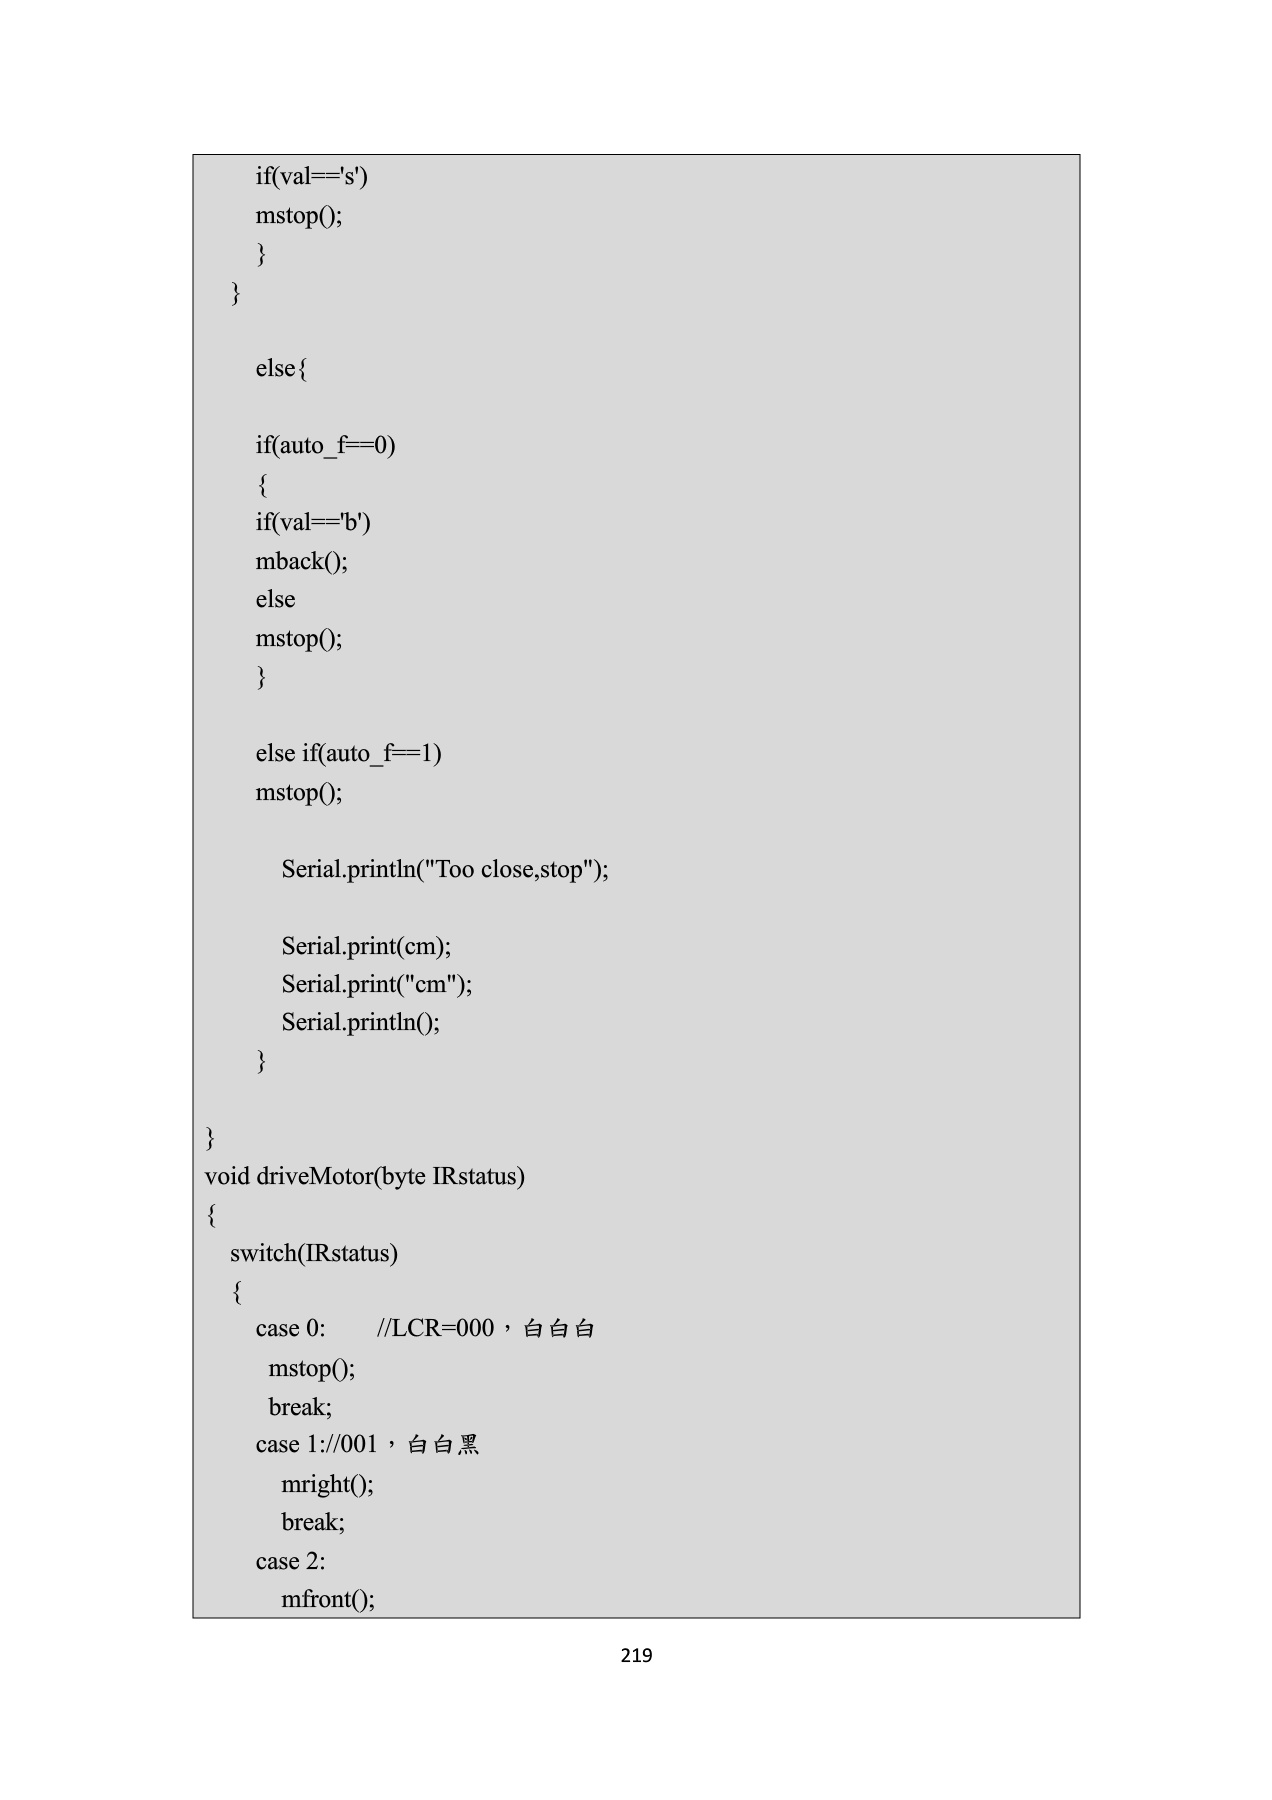 if(val=='s')
mstop();
}
}
else{
if(auto_f==0)
{
if(val=='b')
mback();
else
mstop();
}
else if(auto_f==1)
mstop();
Serial.println("Too close,stop");
Serial.print(cm);
Serial.print("cm");
Serial.println();
}
}
void driveMotor(byte IRstatus)
{
switch(IRstatus)
{
case 0: //LCR=000，白白白
mstop();
break;
case 1://001，白白黑
mright();
break;
case 2:
mfront();
219